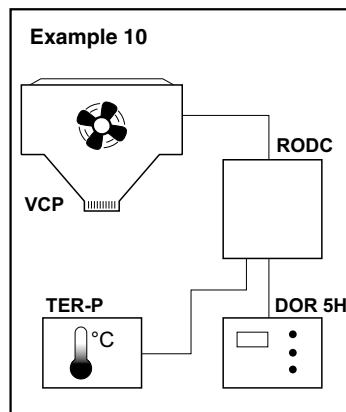 Example 10
RODC
VCP
TER-P
DOR 5H
°C